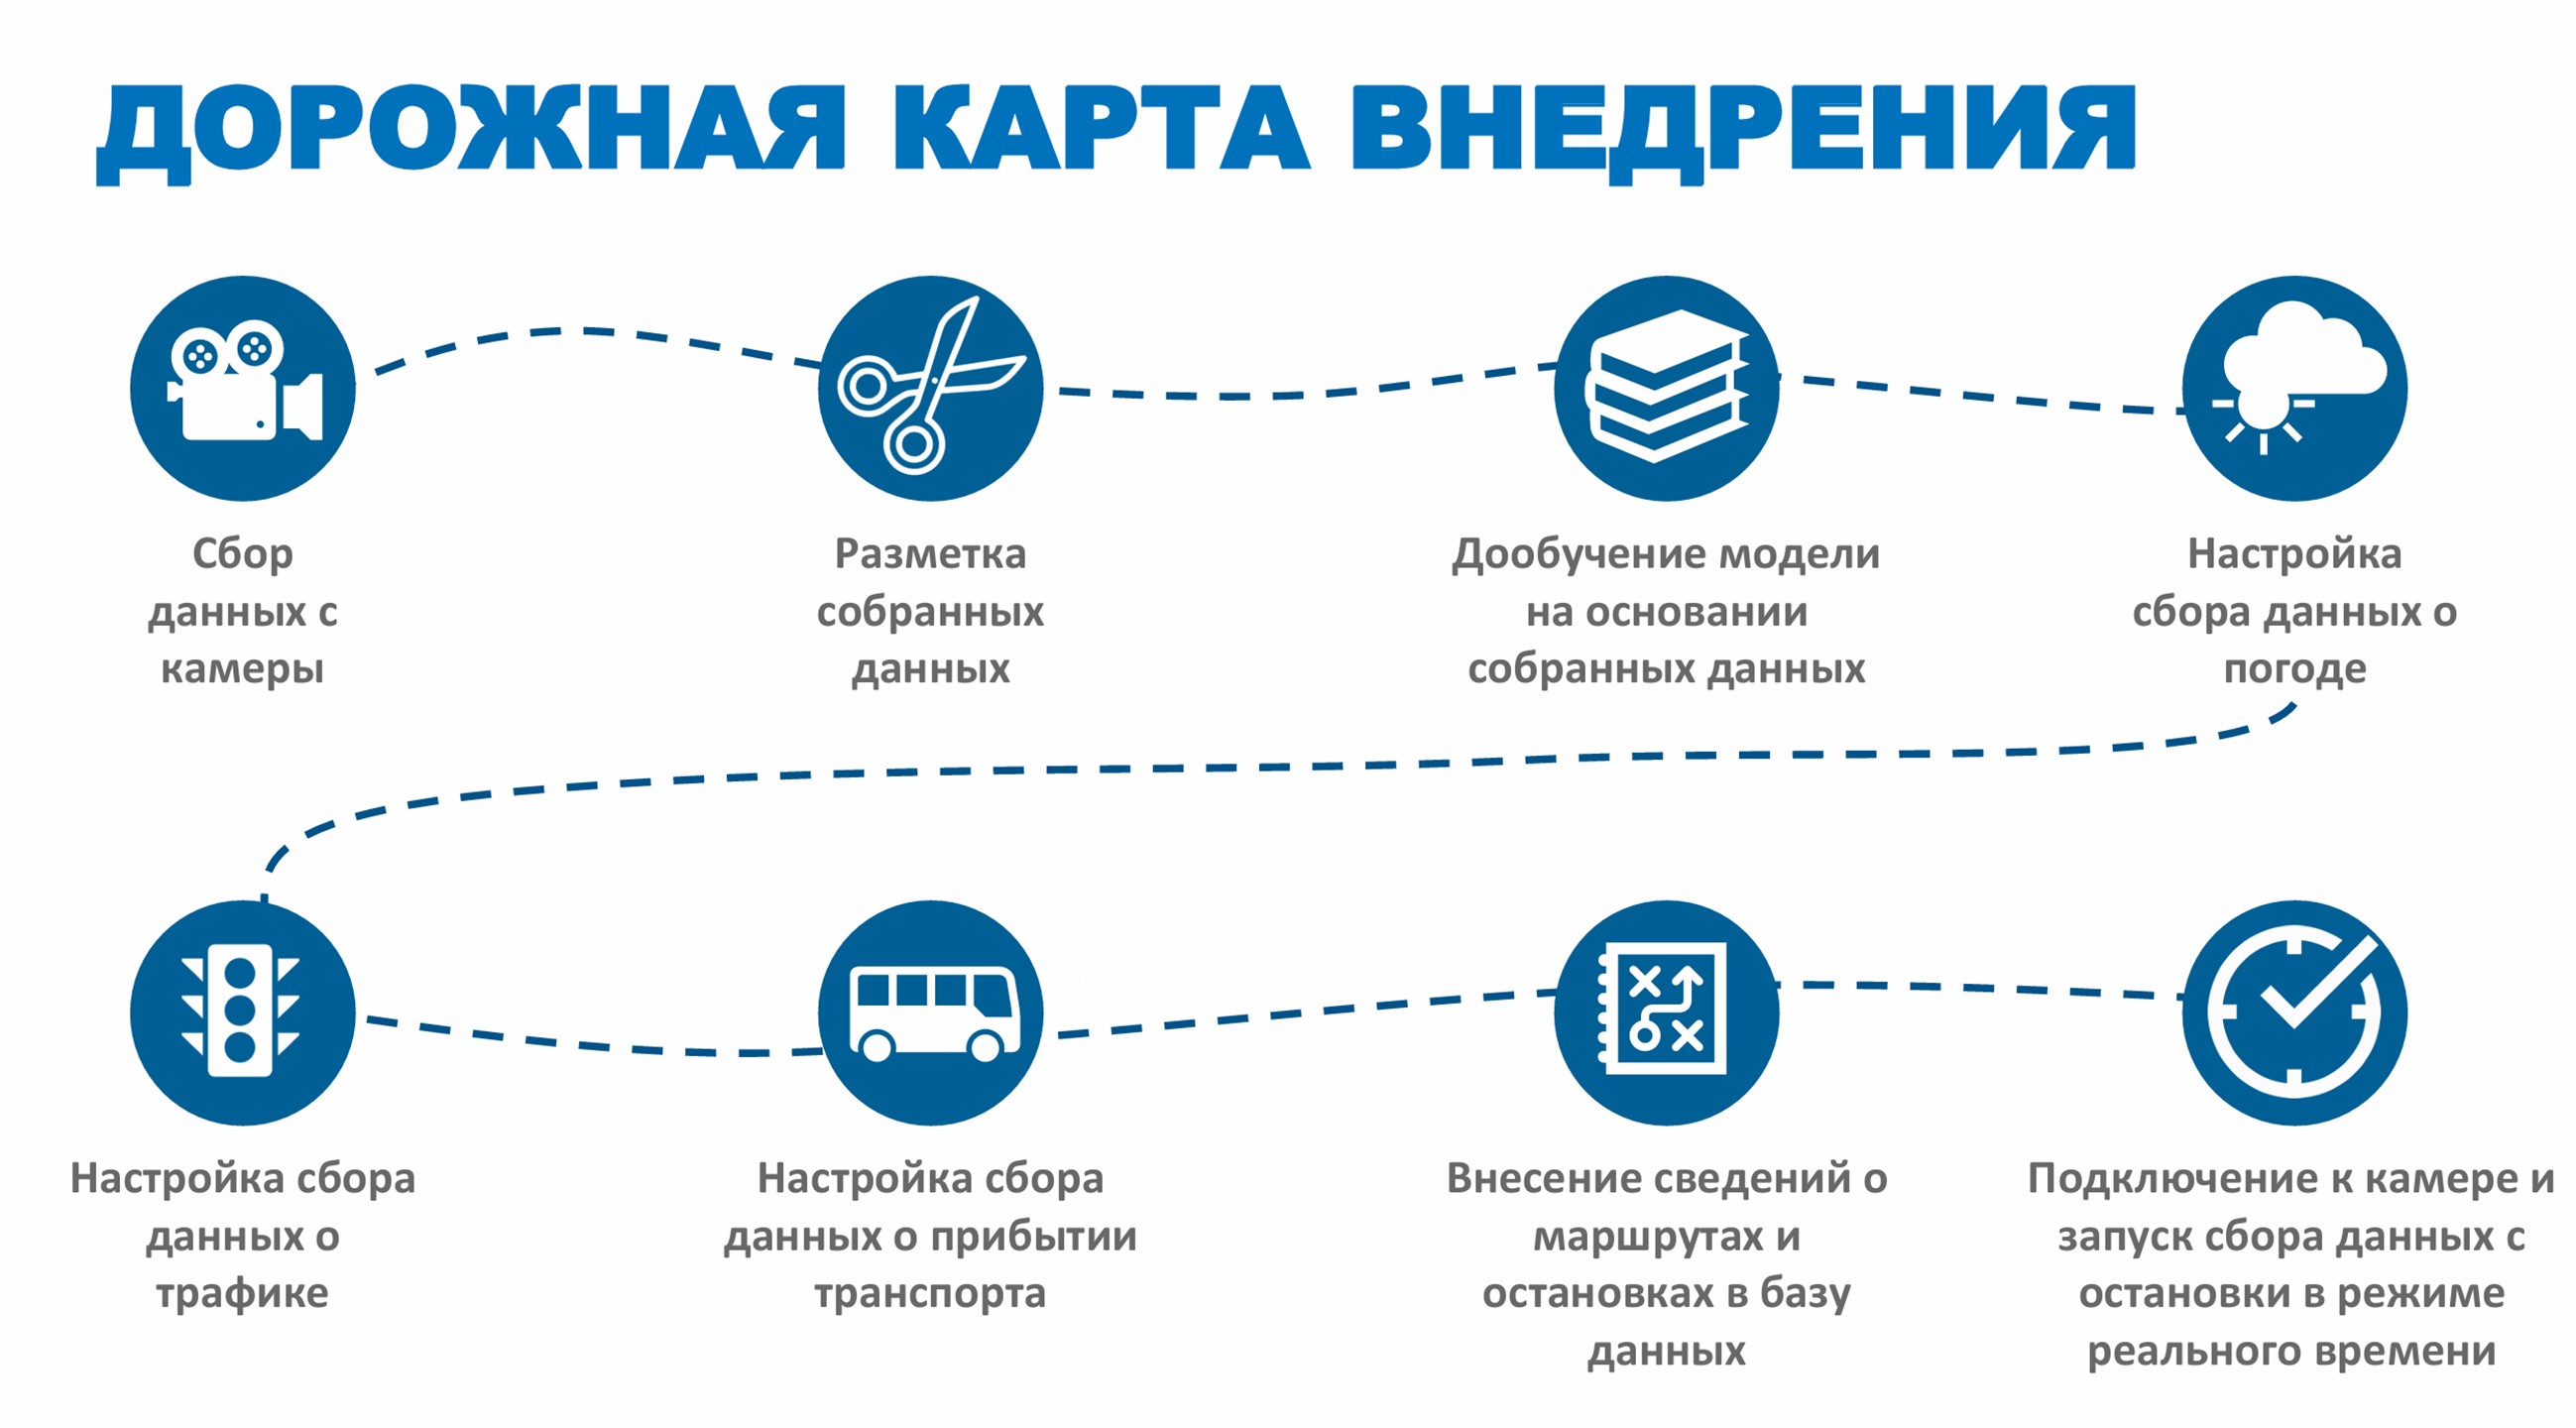 ДОРОЖНАЯ КАРТА ВНЕДРЕНИЯ
Сбор
данных с
камеры
Разметка
собранных
данных
Дообучение модели
на основании
собранных данных
Настройка
сбора данных о
погоде
Настройка сбора
данных о
трафике
Настройка сбора
данных о прибытии
транспорта
Внесение сведений о
маршрутах и
остановках в базу
данных
Подключение к камере и
запуск сбора данных с
остановки в режиме
реального времени